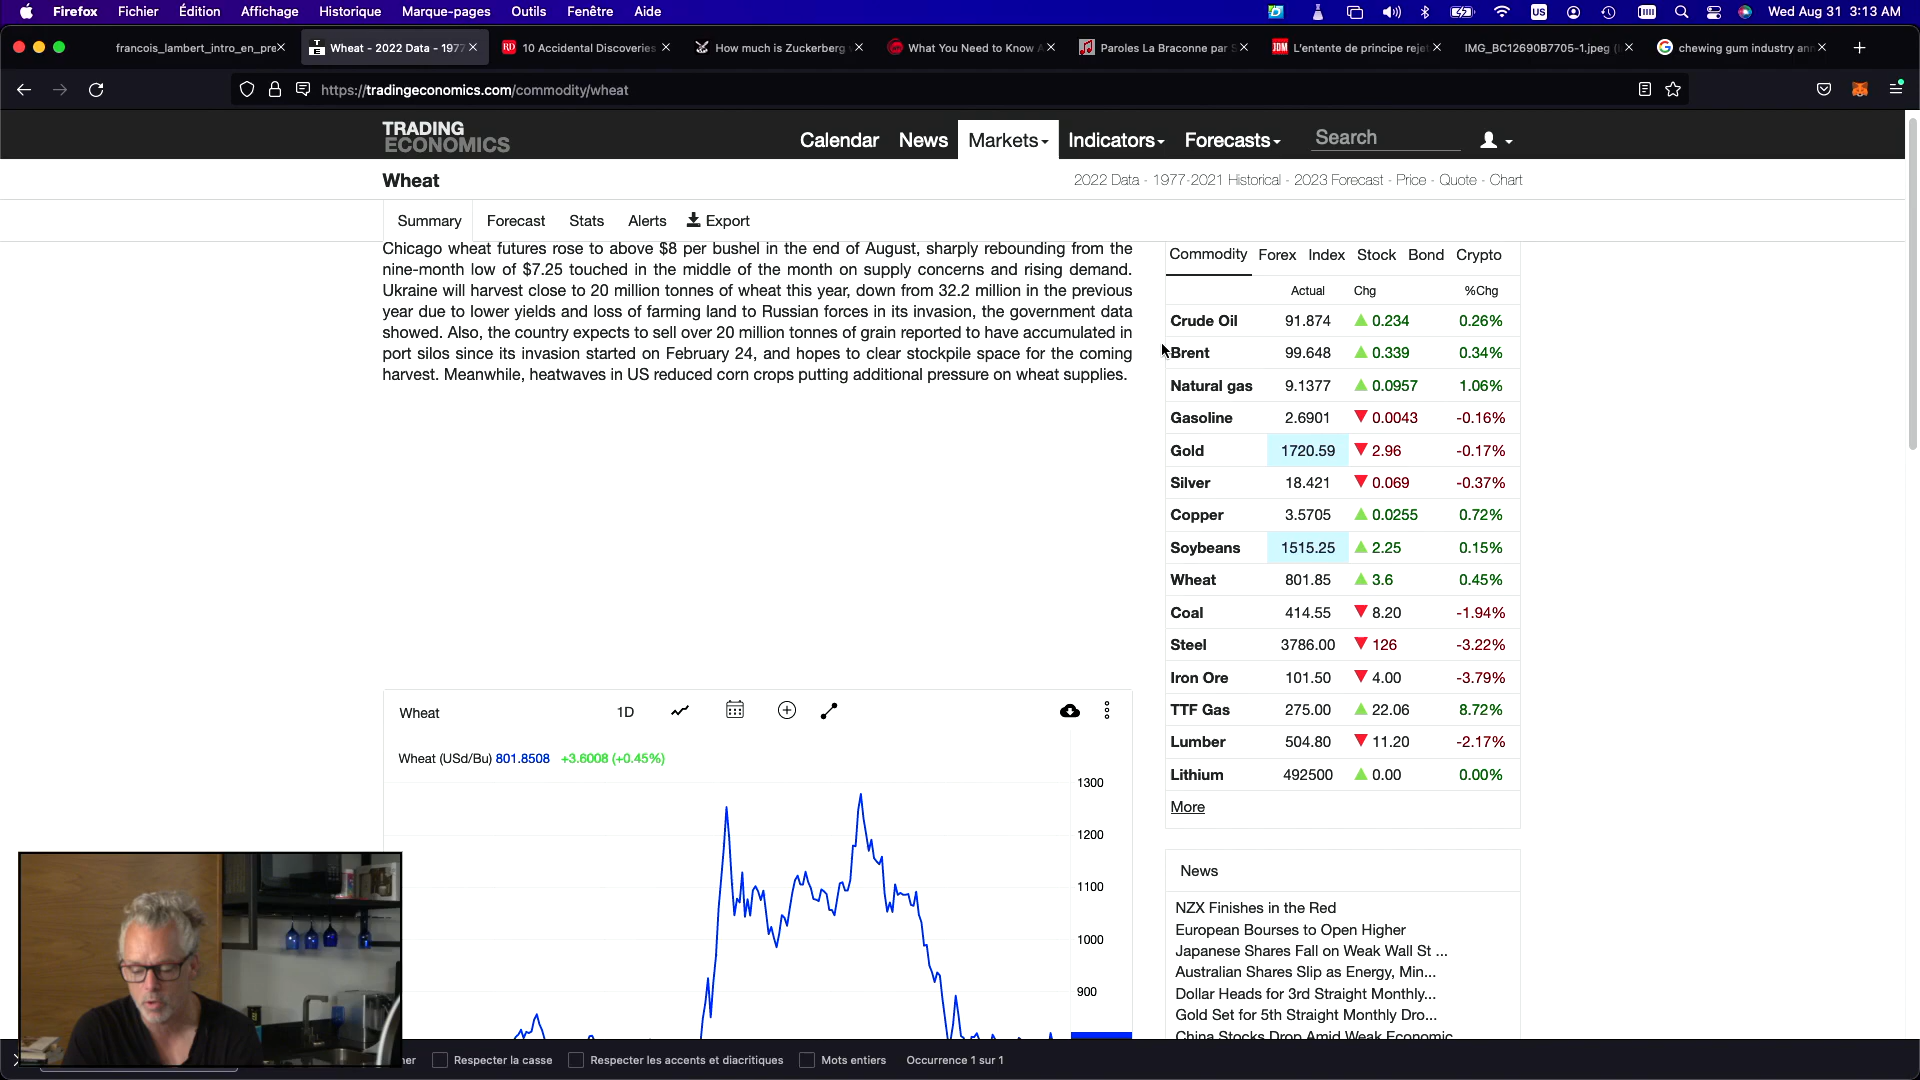 Firefox Fichier Édition Affichage Historique Marque-pages Outils Fenêtre Aide
US Wed Aug 31 3:13 AM
francois_lambert_intro_en_pre
Wheat - 2022 Data - 1977
10 Accidental Discoveries
How much is Zuckerberg
What You Need to Know
Paroles La Braconne par
L'entente de principe reje
IMG_BC12690B7705-1.jpeg
chewing gum industry ann
https://tradingeconomics.com/commodity/wheat
TRADING
ECONOMICS
Calendar News Markets Indicators Forecasts Search
Wheat
2022 Data - 1977-2021 Historical - 2023 Forecast - Price - Quote - Chart
Summary Forecast Stats Alerts Export
Chicago wheat futures rose to above $8 per bushel in the end of August, sharply rebounding from the
nine-month low of $7.25 touched in the middle of the month on supply concerns and rising demand.
Ukraine will harvest close to 20 million tonnes of wheat this year, down from 32.2 million in the previous
year due to lower yields and loss of farming land to Russian forces in its invasion, the government data
showed. Also, the country expects to sell over 20 million tonnes of grain reported to have accumulated in
port silos since its invasion started on February 24, and hopes to clear stockpile space for the coming
harvest. Meanwhile, heatwaves in US reduced corn crops putting additional pressure on wheat supplies.
Commodity Forex Index Stock Bond Crypto
Actual Chg %Chg
Crude Oil 91.874 0.234 0.26%
Brent 99.648 0.339 0.34%
Natural gas 9.1377 0.0957 1.06%
Gasoline 2.6901 0.0043 -0.16%
Gold 1720.59 2.96 -0.17%
Silver 18.421 0.069 -0.37%
Copper 3.5705 0.0255 0.72%
Soybeans 1515.25 2.25 0.15%
Wheat 801.85 3.6 0.45%
Coal 414.55 8.20 -1.94%
Steel 3786.00 126 -3.22%
Iron Ore 101.50 4.00 -3.79%
TTF Gas 275.00 22.06 8.72%
Lumber 504.80 11.20 -2.17%
Lithium 492500 0.00 0.00%
More
Wheat 1D
Wheat (USd/Bu) 801.8508 +3.6008 (+0.45%)
1300
1200
1100
1000
900
News
NZX Finishes in the Red
European Bourses to Open Higher
Japanese Shares Fall on Weak Wall St ...
Australian Shares Slip as Energy, Min...
Dollar Heads for 3rd Straight Monthly...
Gold Set for 5th Straight Monthly Dro...
China Stocks Drop Amid Weak Economic
Respecter la casse Respecter les accents et diacritiques Mots entiers Occurrence 1 sur 1